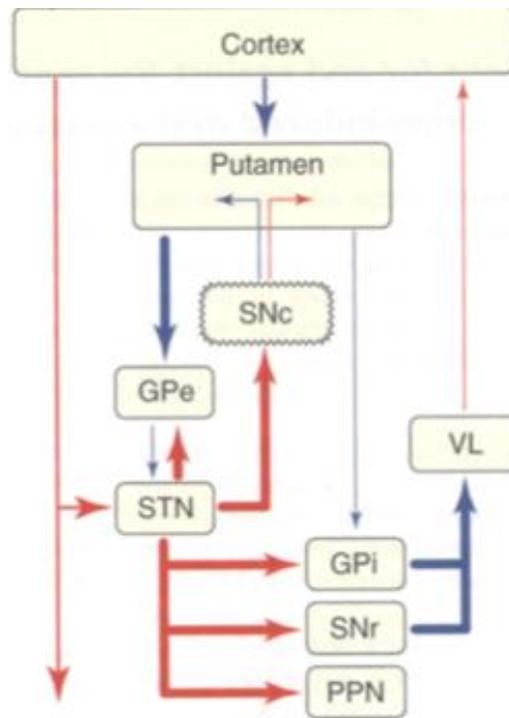 Cortex
Putamen
SNc
GPe
VL
STN
GPi
SNr
PPN